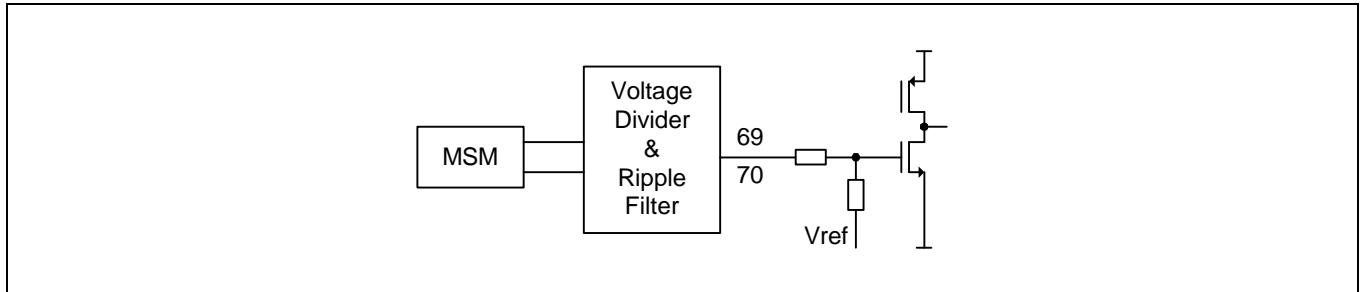 MSM
Voltage
Divider
&
Ripple
Filter
69
70
Vref